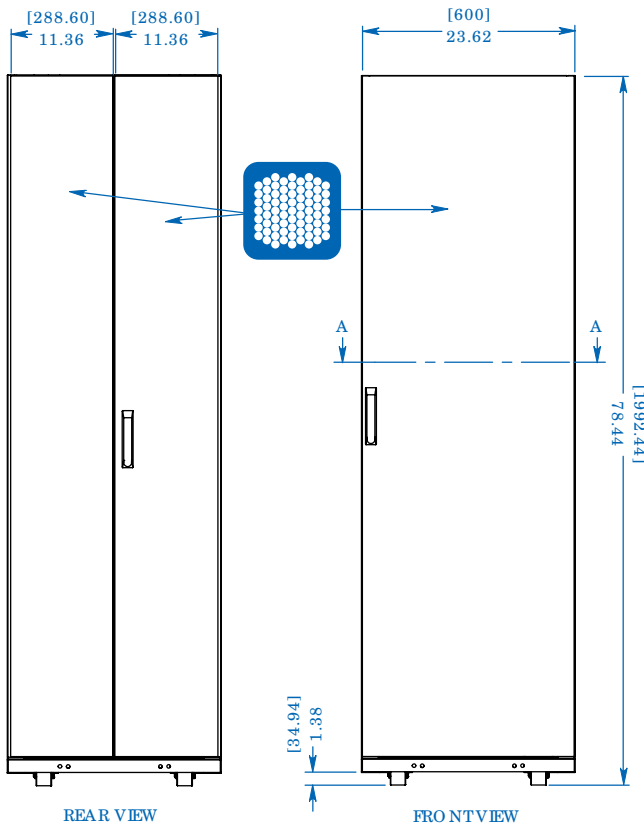 [288.60]
11.36
[288.60]
11.36
[600]
23.62
A
A
[1992.44]
78.44
[34.94]
1.38
REAR VIEW
FRONT VIEW